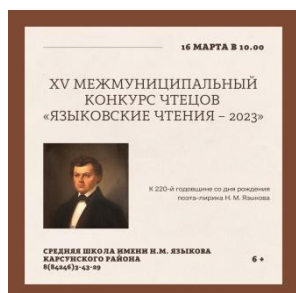 16 МАРТА В 10.00
XV МЕЖМУНИЦИПАЛЬНЫЙ
КОНКУРС ЧТЕЦОВ
«ЯЗЫКОВСКИЕ ЧТЕНИЯ – 2023»
К 220-й годовщине со дня рождения
поэта-лирика Н. М. Языкова
СРЕДНЯЯ ШКОЛА ИМЕНИ Н.М. ЯЗЫКОВА
КАРСУНСКОГО РАЙОНА
8(84246)3-43-29
6 +